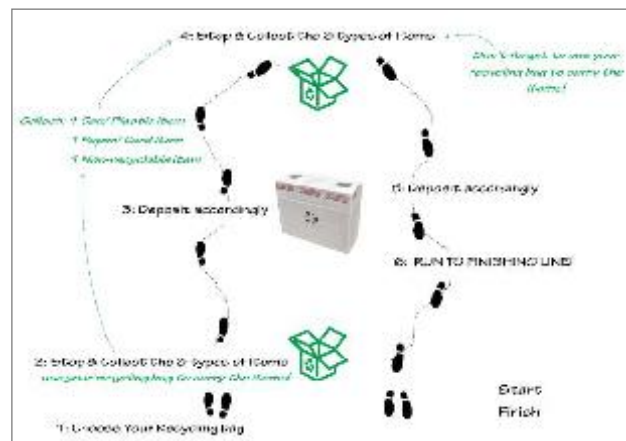 4: Stop & Collect the 3 types of items
Don't forget to use your
recycling bag to carry the
items!
Collect: 1 Can/Plastic item
1 Paper/Card item
1 Non-recyclable item
3: Deposit accordingly
5: Deposit accordingly
6: RUN TO FINISHING LINE!
2: Stop & Collect the 3 types of items
use your recycling bag to carry the items!
1: Choose Your Recycling bag
Start
Finish